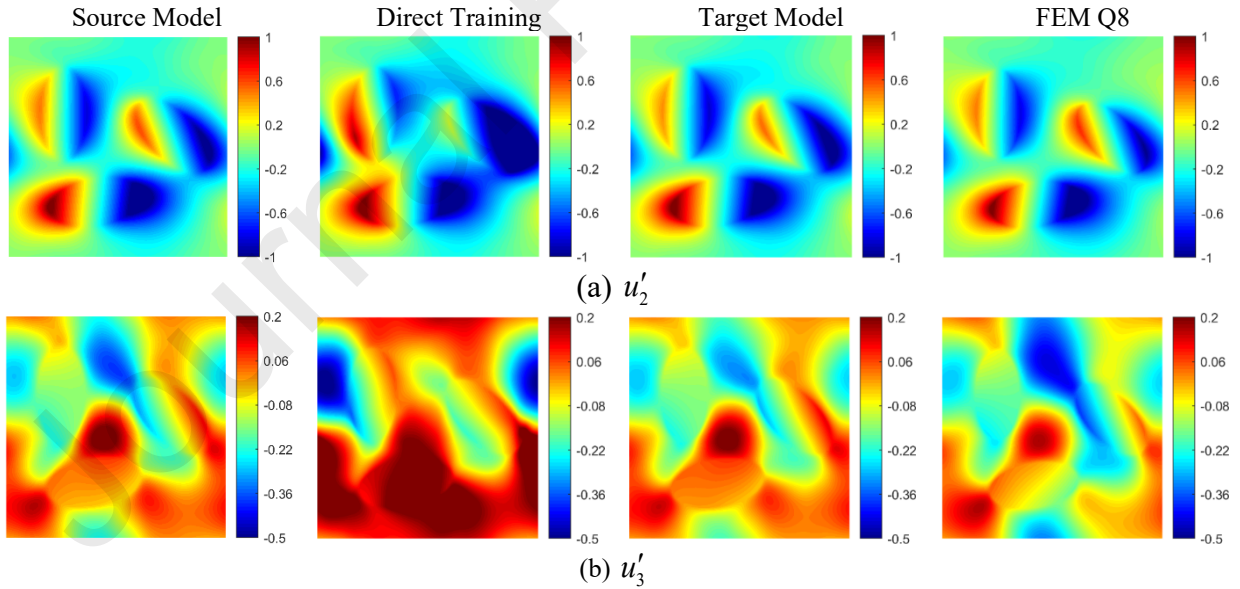 Source Model Direct Training Target Model FEM Q8
1 1 1 1
0.6 0.6 0.6 0.6
0.2 0.2 0.2 0.2
-0.2 -0.2 -0.2 -0.2
-0.6 -0.6 -0.6 -0.6
-1 -1 -1 -1
(a) u′₂
0.2 0.2 0.2 0.2
0.06 0.06 0.06 0.06
-0.08 -0.08 -0.08 -0.08
-0.22 -0.22 -0.22 -0.22
-0.36 -0.36 -0.36 -0.36
-0.5 -0.5 -0.5 -0.5
(b) u′₃
Journal P